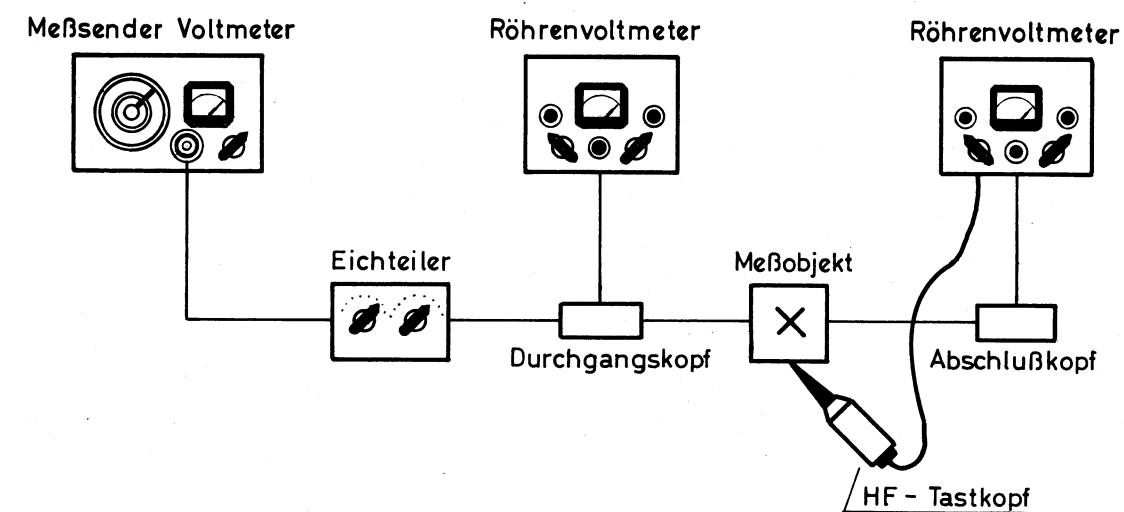 Meßsender Voltmeter
Röhrenvoltmeter
Röhrenvoltmeter
Eichteiler
Meßobjekt
Durchgangskopf
Abschlußkopf
HF - Tastkopf